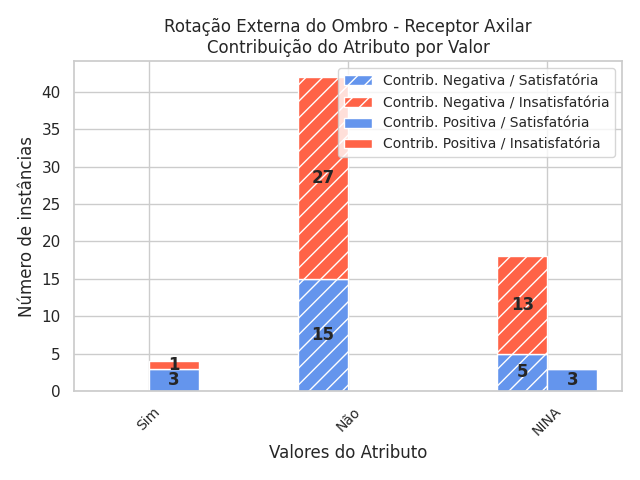 Rotação Externa do Ombro - Receptor Axilar
Contribuição do Atributo por Valor
Contrib. Negativa / Satisfatória
Contrib. Negativa / Insatisfatória
Contrib. Positiva / Satisfatória
Contrib. Positiva / Insatisfatória
Número de instâncias
40
35
30
25
20
15
10
5
0
1
3
27
15
13
5
3
Sim
Não
NINA
Valores do Atributo